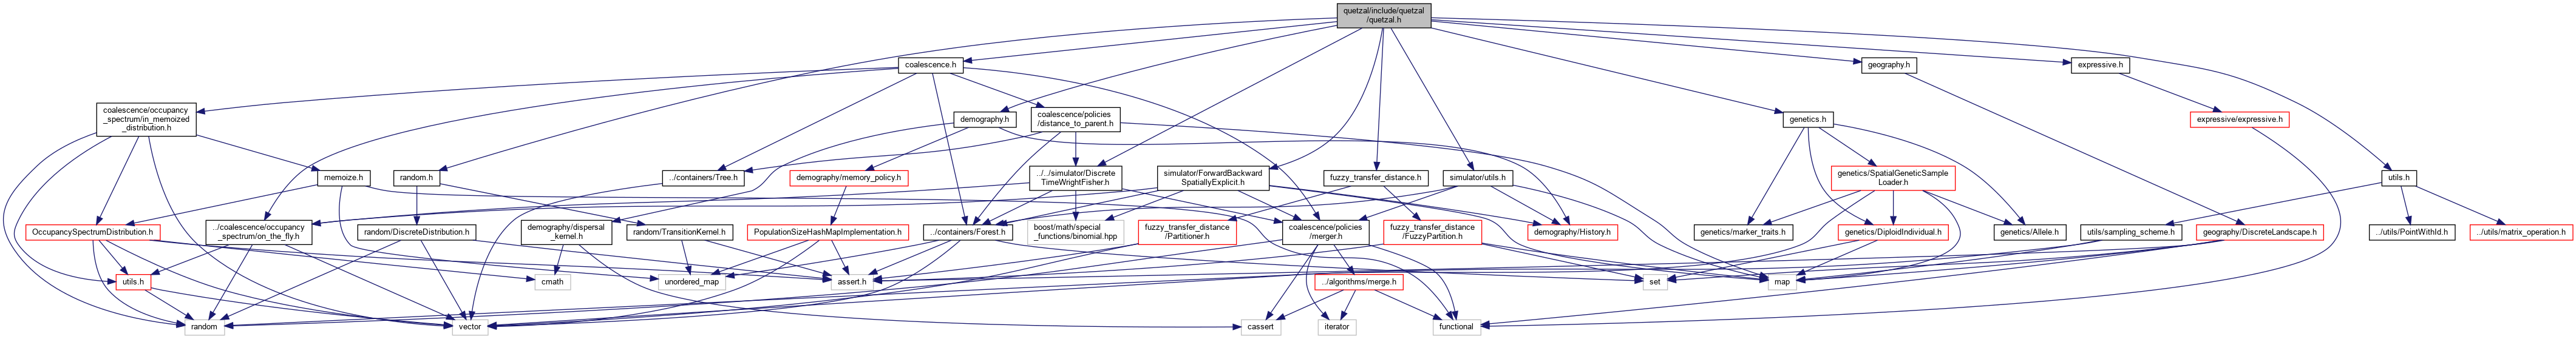 quetzal/include/quetzal
/quetzal.h
coalescence.h
geography.h
expressive.h
coalescence/occupancy
_spectrum/in_memoized
_distribution.h
demography.h
coalescence/policies
/distance_to_parent.h
genetics.h
expressive/expressive.h
memoize.h
random.h
../containers/Tree.h
demography/memory_policy.h
../../simulator/Discrete
TimeWrightFisher.h
simulator/ForwardBackward
SpatiallyExplicit.h
fuzzy_transfer_distance.h
simulator/utils.h
genetics/SpatialGeneticSample
Loader.h
utils.h
OccupancySpectrumDistribution.h
../coalescence/occupancy
_spectrum/on_the_fly.h
random/DiscreteDistribution.h
demography/dispersal
_kernel.h
random/TransitionKernel.h
PopulationSizeHashMapImplementation.h
../containers/Forest.h
boost/math/special
_functions/binomial.hpp
fuzzy_transfer_distance
/Partitioner.h
coalescence/policies
/merger.h
fuzzy_transfer_distance
/FuzzyPartition.h
demography/History.h
genetics/marker_traits.h
genetics/DiploidIndividual.h
genetics/Allele.h
utils/sampling_scheme.h
geography/DiscreteLandscape.h
../utils/PointWithId.h
../utils/matrix_operation.h
utils.h
cmath
unordered_map
assert.h
../algorithms/merge.h
set
map
random
vector
cassert
iterator
functional